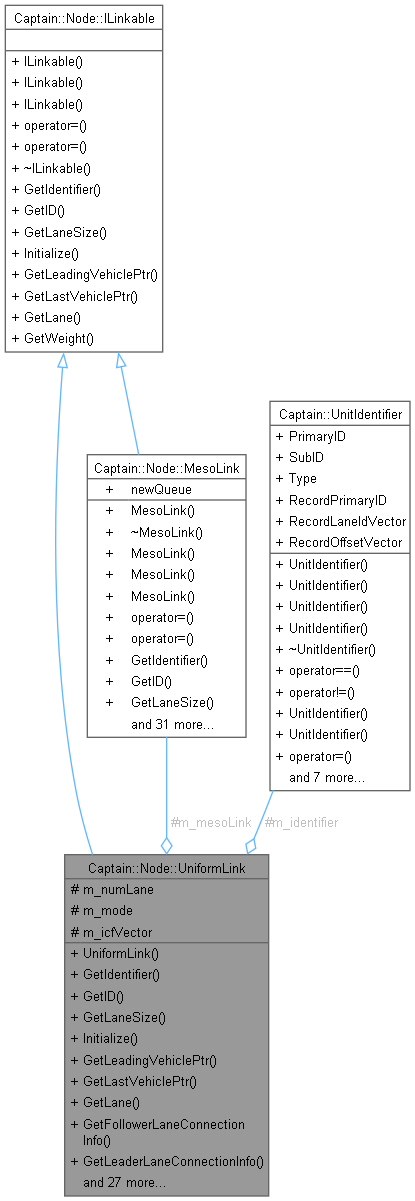 Captain::Node::ILinkable
+ ILinkable()
+ ILinkable()
+ ILinkable()
+ operator=()
+ operator=()
+ ~ILinkable()
+ GetIdentifier()
+ GetID()
+ GetLaneSize()
+ Initialize()
+ GetLeadingVehiclePtr()
+ GetLastVehiclePtr()
+ GetLane()
+ GetWeight()
Captain::Node::MesoLink
+ newQueue
+ MesoLink()
+ ~MesoLink()
+ MesoLink()
+ MesoLink()
+ MesoLink()
+ operator=()
+ operator=()
+ GetIdentifier()
+ GetID()
+ GetLaneSize()
and 31 more...
Captain::UnitIdentifier
+ PrimaryID
+ SubID
+ Type
+ RecordPrimaryID
+ RecordLaneIdVector
+ RecordOffsetVector
+ UnitIdentifier()
+ UnitIdentifier()
+ UnitIdentifier()
+ UnitIdentifier()
+ ~UnitIdentifier()
+ operator==()
+ operator!=()
+ UnitIdentifier()
+ UnitIdentifier()
+ operator=()
and 7 more...
#m_mesoLink
#m_identifier
Captain::Node::UniformLink
# m_numLane
# m_mode
# m_icfVector
+ UniformLink()
+ GetIdentifier()
+ GetID()
+ GetLaneSize()
+ Initialize()
+ GetLeadingVehiclePtr()
+ GetLastVehiclePtr()
+ GetLane()
+ GetFollowerLaneConnection
Info()
+ GetLeaderLaneConnectionInfo()
and 27 more...